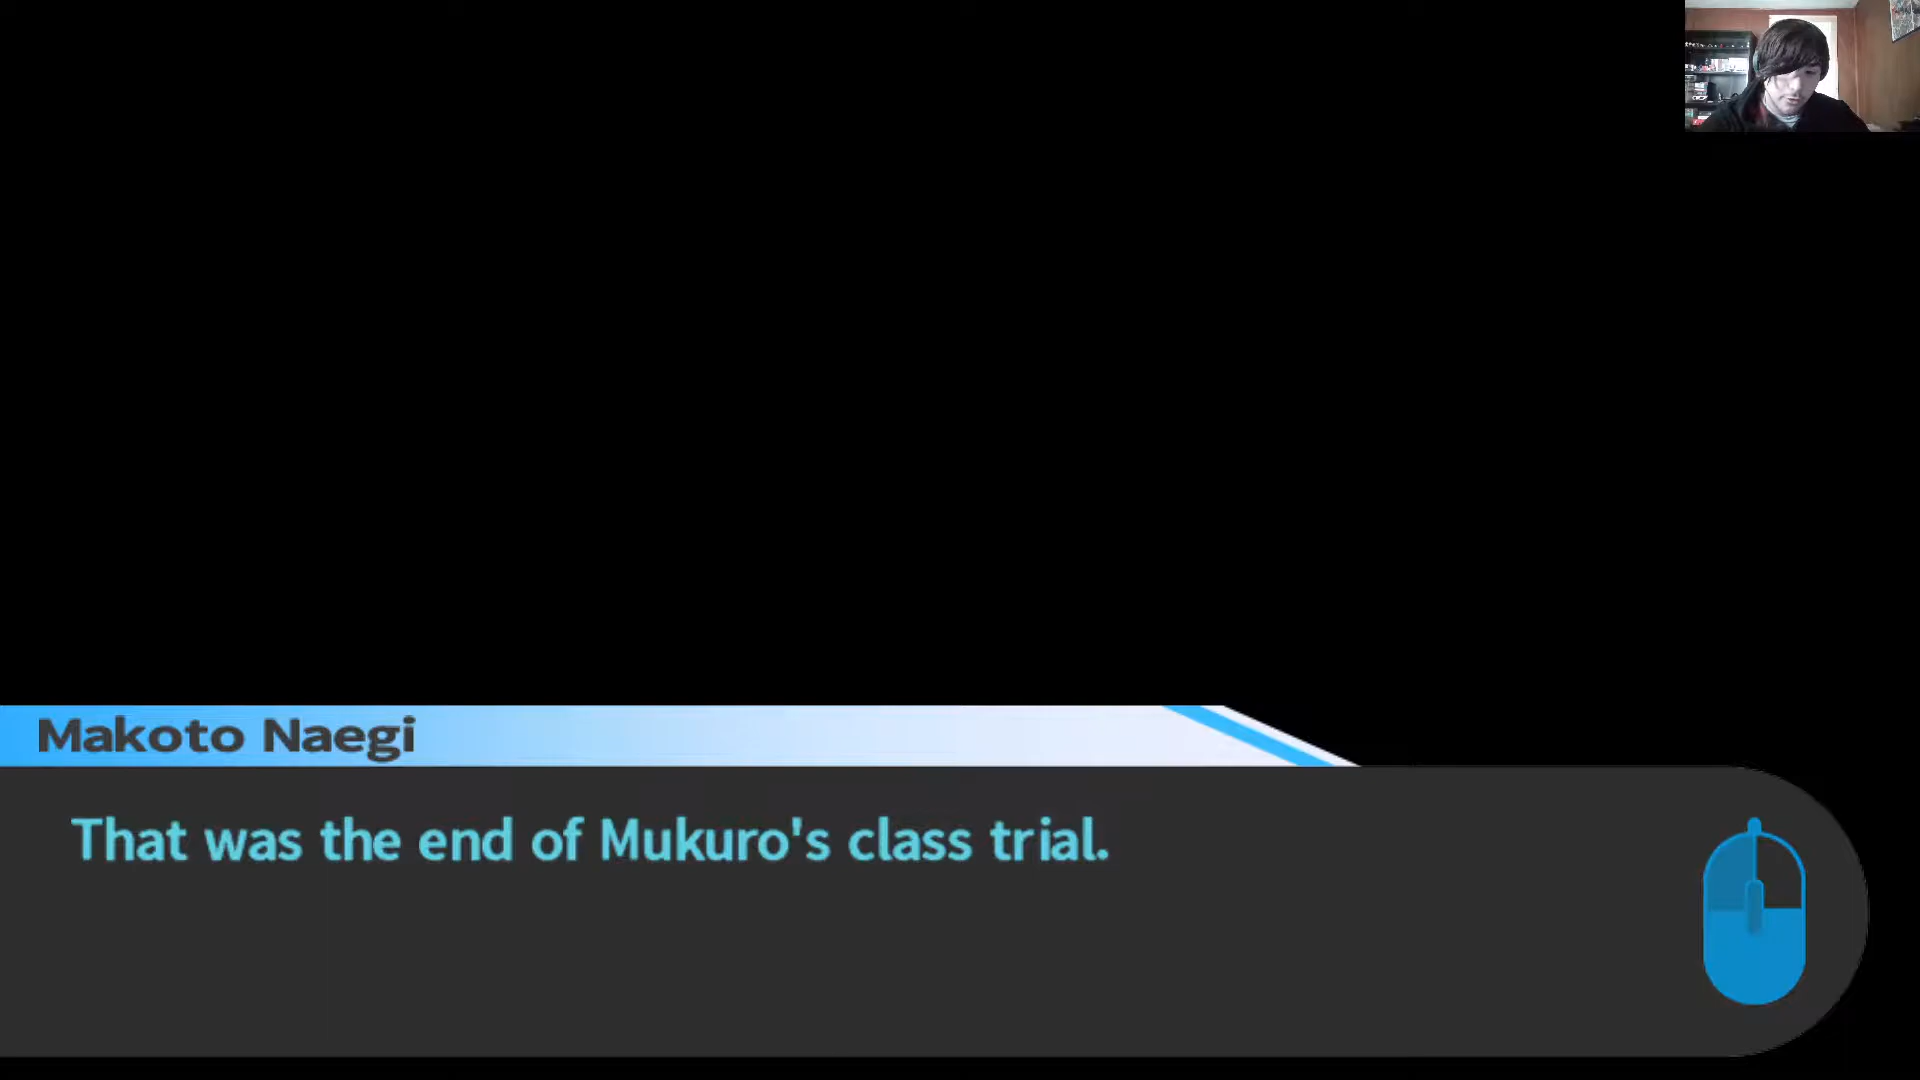 Makoto Naegi
That was the end of Mukuro's class trial.